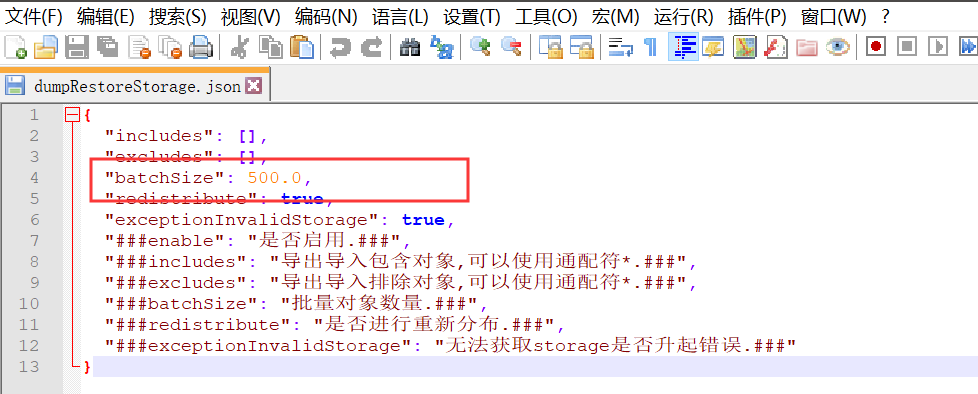 文件(F) 编辑(E) 搜索(S) 视图(V) 编码(N) 语言(L) 设置(T) 工具(O) 宏(M) 运行(R) 插件(P) 窗口(W) ?
dumpRestoreStorage.json
1 {
2 "includes": [],
3 "excludes": [],
4 "batchSize": 500.0,
5 "redistribute": true,
6 "exceptionInvalidStorage": true,
7 "###enable": "是否启用.###",
8 "###includes": "导出导入包含对象,可以使用通配符*.###",
9 "###excludes": "导出导入排除对象,可以使用通配符*.###",
10 "###batchSize": "批量对象数量.###",
11 "###redistribute": "是否进行重新分布.###",
12 "###exceptionInvalidStorage": "无法获取storage是否升起错误.###"
13 }